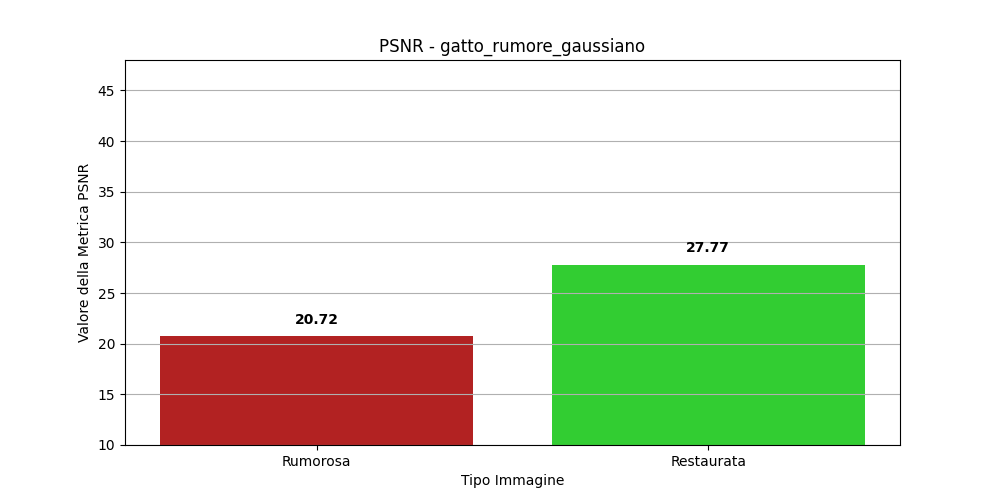 PSNR - gatto_rumore_gaussiano
Valore della Metrica PSNR
45
40
35
30
25
20
15
10
20.72
27.77
Rumorosa
Restaurata
Tipo Immagine